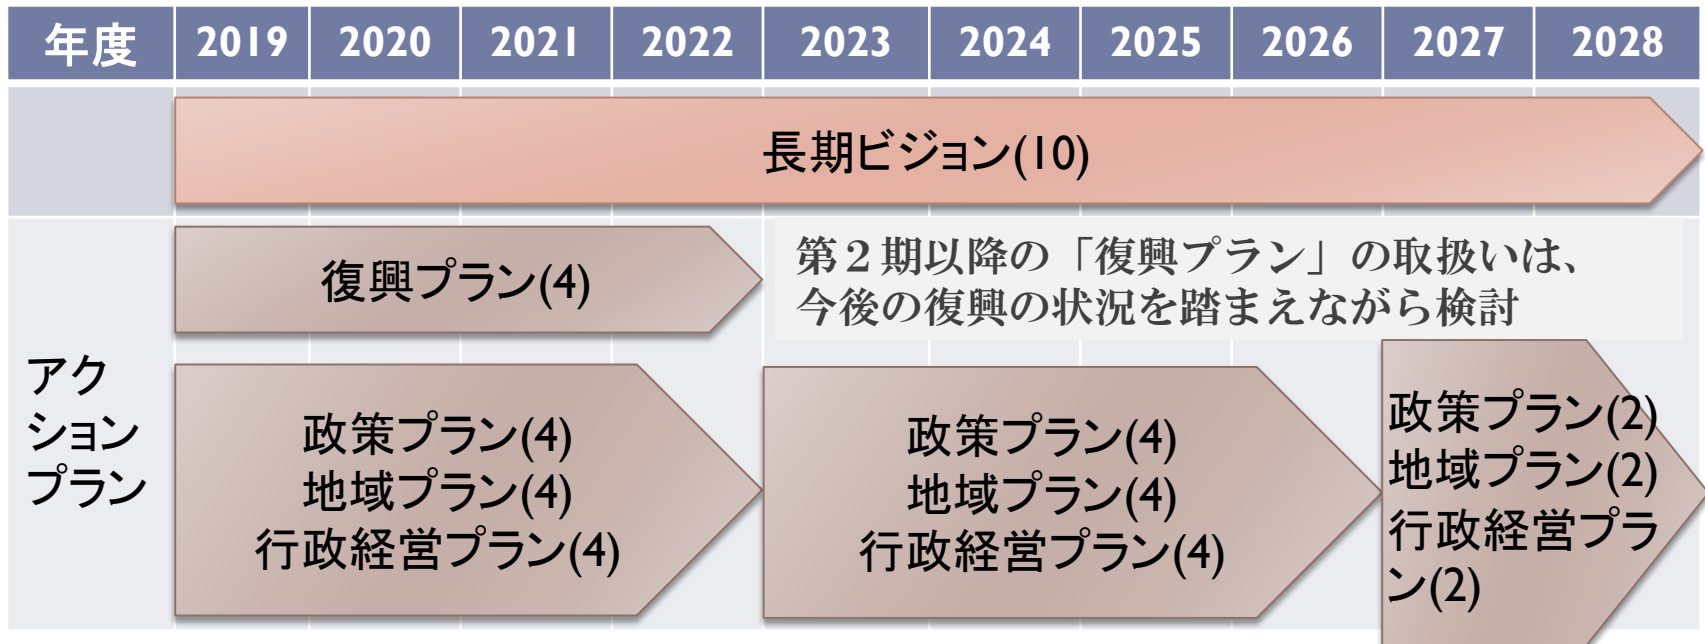 年度 2019 2020 2021 2022 2023 2024 2025 2026 2027 2028
長期ビジョン(10)
復興プラン(4)
第２期以降の「復興プラン」の取扱いは、
今後の復興の状況を踏まえながら検討
アク
ション
プラン
政策プラン(4)
地域プラン(4)
行政経営プラン(4)
政策プラン(4)
地域プラン(4)
行政経営プラン(4)
政策プラン(2)
地域プラン(2)
行政経営プラ
ン(2)